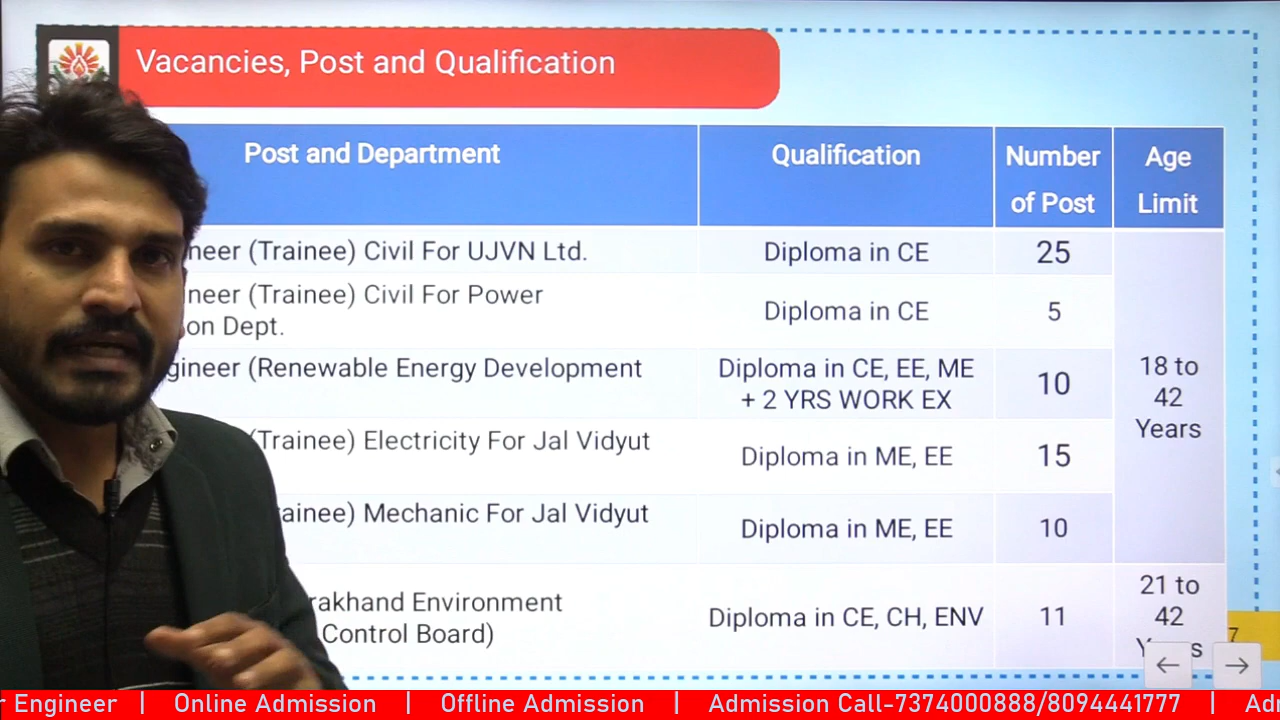 Vacancies, Post and Qualification
Post and Department
Qualification
Number
of Post
Age
Limit
neer (Trainee) Civil For UJVN Ltd.
Diploma in CE
25
neer (Trainee) Civil For Power
on Dept.
Diploma in CE
5
gineer (Renewable Energy Development
Diploma in CE, EE, ME
+ 2 YRS WORK EX
10
18 to
42
Years
(Trainee) Electricity For Jal Vidyut
Diploma in ME, EE
15
ainee) Mechanic For Jal Vidyut
Diploma in ME, EE
10
rakhand Environment
Control Board)
Diploma in CE, CH, ENV
11
21 to
42
7
r Engineer | Online Admission | Offline Admission | Admission Call-7374000888/8094441777 | Ad